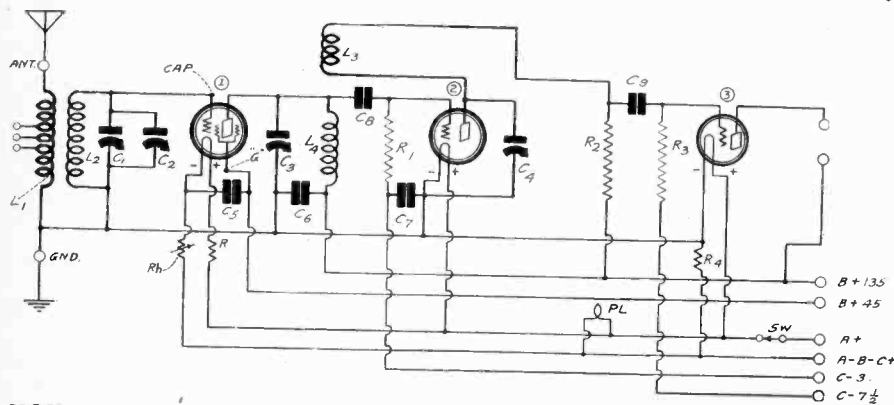 ANT.
CAP.
①
L3
②
C9
③
L2
C1
C2
C3
L4
C8
R1
C4
R2
R3
- +
G
- +
- +
L1
C5
C6
C7
GND.
Rh
R
R4
B+135
B+45
PL
SW
A+
A-B-C+
C-3
C-7½